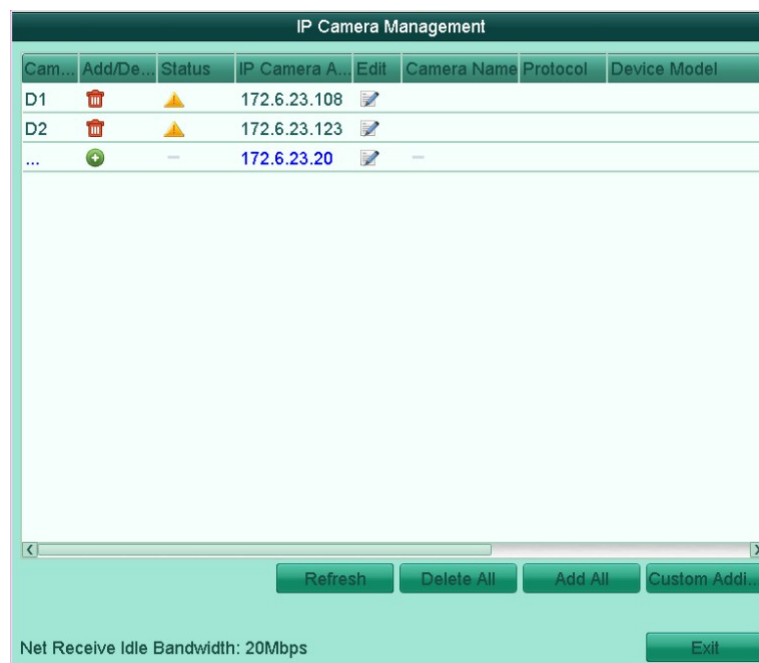 IP Camera Management
Cam... Add/De... Status IP Camera A... Edit Camera Name Protocol Device Model
D1 172.6.23.108
D2 172.6.23.123
... — 172.6.23.20 —
Refresh Delete All Add All Custom Addi...
Net Receive Idle Bandwidth: 20Mbps Exit